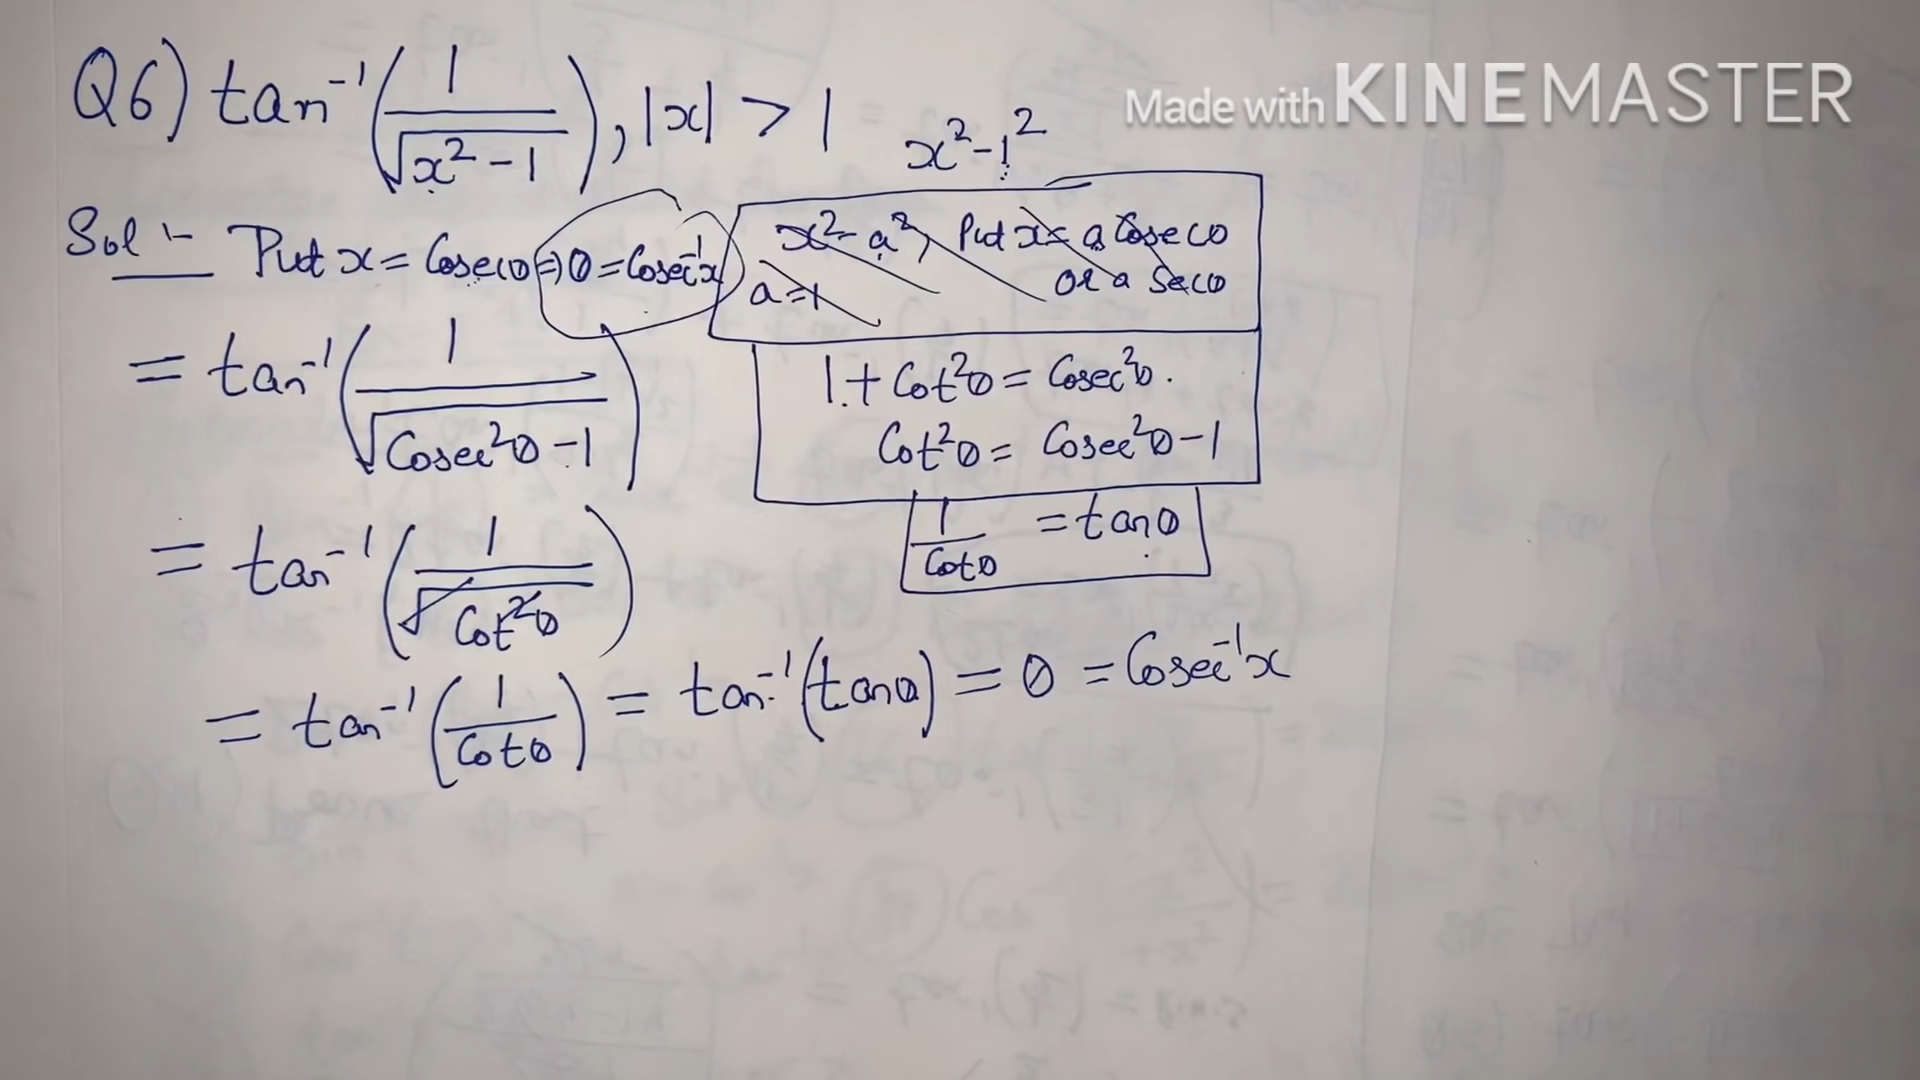 Q6) tan⁻¹(1/√(x²-1)), |x| > 1
x²-1²
Made with KINEMASTER
Sol :- Put x = Cosecθ ⇒ θ = Cosec⁻¹x
x²-a², Put x = a Cosecθ
or a Secθ
a=1
= tan⁻¹(1/√(Cosec²θ-1))
1+Cot²θ = Cosec²θ.
Cot²θ = Cosec²θ-1
1/Cotθ = tanθ
= tan⁻¹(1/√(Cot²θ))
= tan⁻¹(1/Cotθ) = tan⁻¹(tanθ) = θ = Cosec⁻¹x